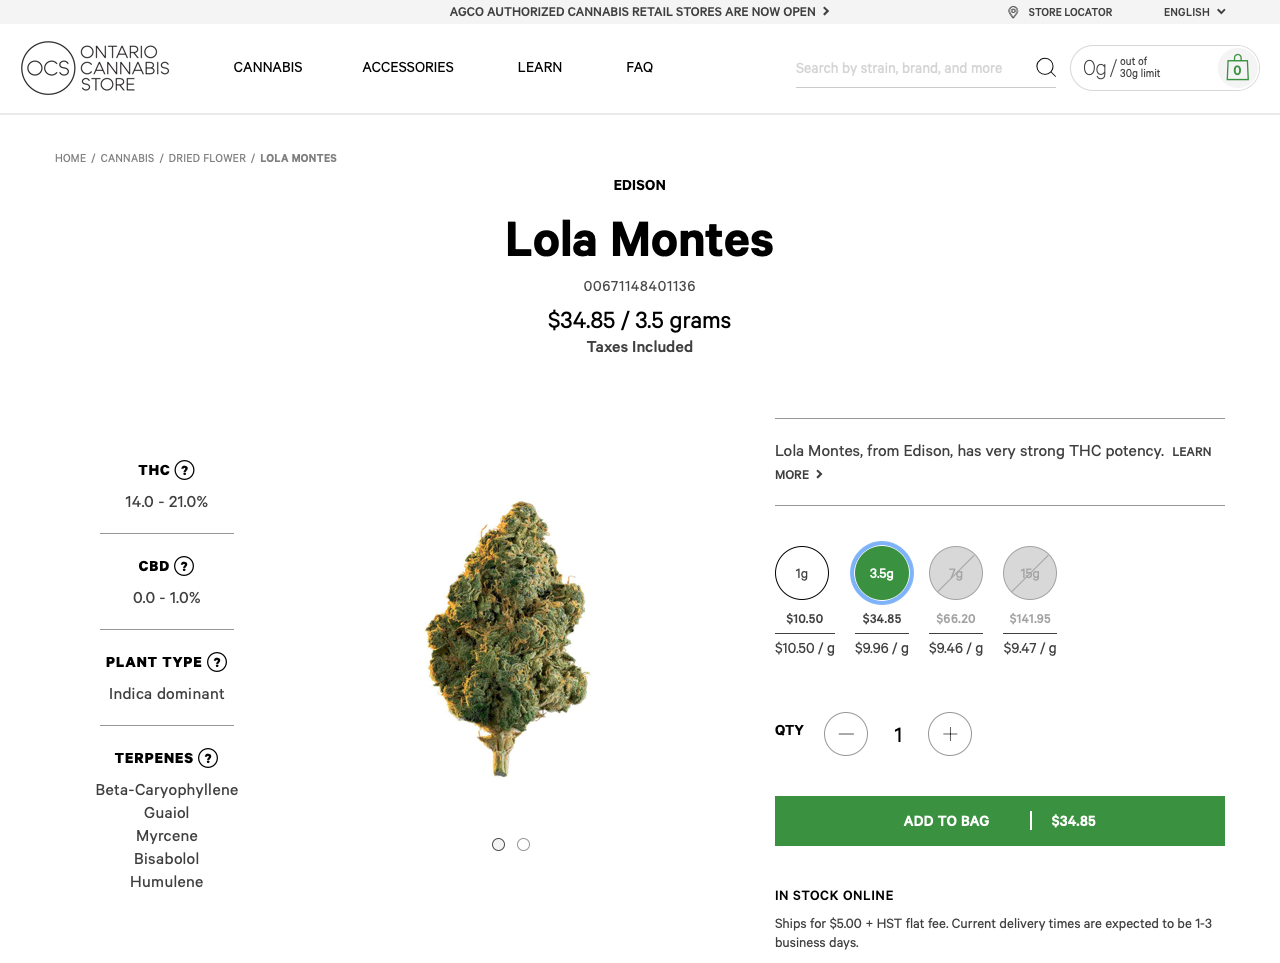 AGCO AUTHORIZED CANNABIS RETAIL STORES ARE NOW OPEN
STORE LOCATOR
ENGLISH
OCS
ONTARIO
CANNABIS
STORE
CANNABIS
ACCESSORIES
LEARN
FAQ
Search by strain, brand, and more
0g / out of
30g limit
0
HOME / CANNABIS / DRIED FLOWER / LOLA MONTES
EDISON
Lola Montes
00671148401136
$34.85 / 3.5 grams
Taxes Included
THC ?
14.0 - 21.0%
CBD ?
0.0 - 1.0%
PLANT TYPE ?
Indica dominant
TERPENES ?
Beta-Caryophyllene
Guaiol
Myrcene
Bisabolol
Humulene
Lola Montes, from Edison, has very strong THC potency. LEARN
MORE
1g 3.5g 7g 15g
$10.50 $34.85 $66.20 $141.95
$10.50 / g $9.96 / g $9.46 / g $9.47 / g
QTY 1
ADD TO BAG $34.85
IN STOCK ONLINE
Ships for $5.00 + HST flat fee. Current delivery times are expected to be 1-3
business days.